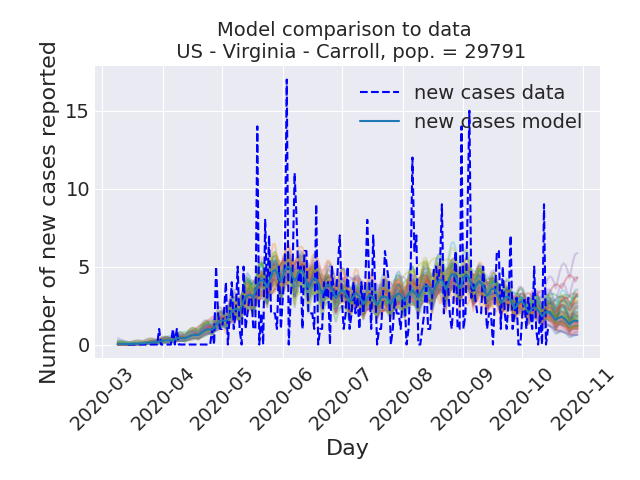 Model comparison to data
US - Virginia - Carroll, pop. = 29791
Number of new cases reported
15
10
5
0
new cases data
new cases model
2020-03
2020-04
2020-05
2020-06
2020-07
2020-08
2020-09
2020-10
2020-11
Day